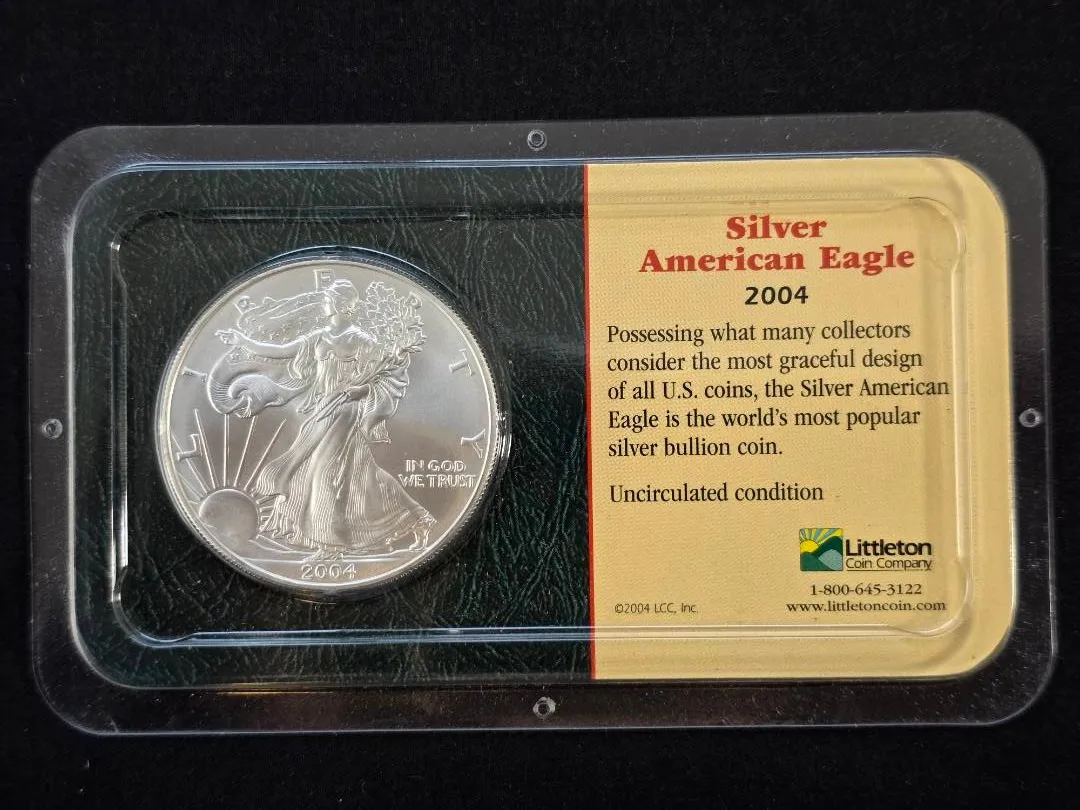 LIBERTY
IN GOD
WE TRUST
2004
Silver
American Eagle
2004
Possessing what many collectors
consider the most graceful design
of all U.S. coins, the Silver American
Eagle is the world's most popular
silver bullion coin.
Uncirculated condition
Littleton
Coin Company
1-800-645-3122
©2004 LCC, Inc.
www.littletoncoin.com